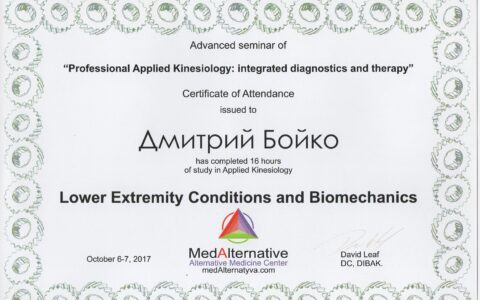 Advanced seminar of
“Professional Applied Kinesiology: integrated diagnostics and therapy”
Certificate of Attendance
issued to
Дмитрий Бойко
has completed 16 hours
of study in Applied Kinesiology
Lower Extremity Conditions and Biomechanics
MedAlternative
Alternative Medicine Center
medAlternatyva.com
October 6-7, 2017
David Leaf
DC, DIBAK.